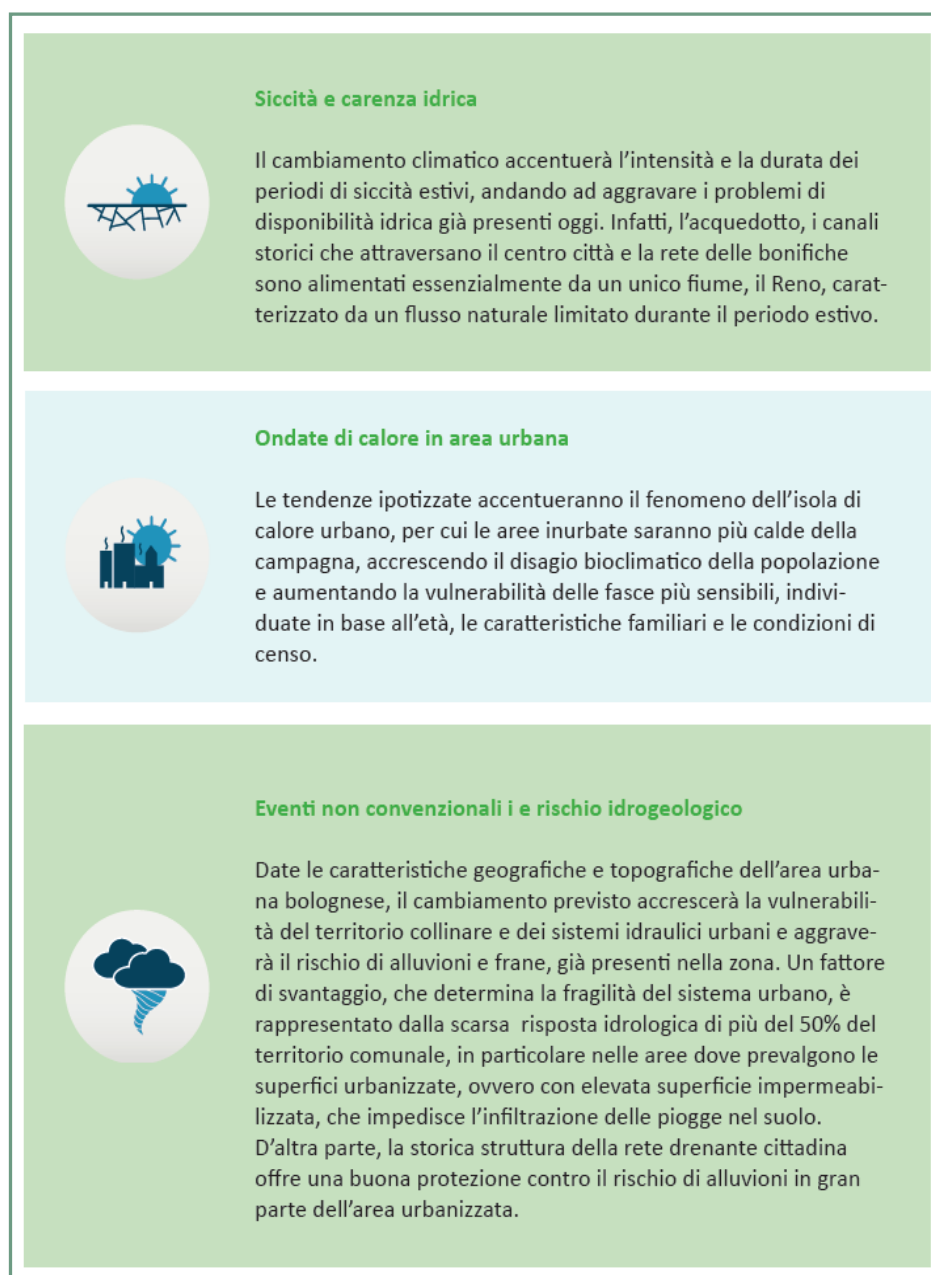 Siccità e carenza idrica
Il cambiamento climatico accentuerà l’intensità e la durata dei
periodi di siccità estivi, andando ad aggravare i problemi di
disponibilità idrica già presenti oggi. Infatti, l’acquedotto, i canali
storici che attraversano il centro città e la rete delle bonifiche
sono alimentati essenzialmente da un unico fiume, il Reno, carat-
terizzato da un flusso naturale limitato durante il periodo estivo.
Ondate di calore in area urbana
Le tendenze ipotizzate accentueranno il fenomeno dell’isola di
calore urbano, per cui le aree inurbate saranno più calde della
campagna, accrescendo il disagio bioclimatico della popolazione
e aumentando la vulnerabilità delle fasce più sensibili, indivi-
duate in base all’età, le caratteristiche familiari e le condizioni di
censo.
Eventi non convenzionali i e rischio idrogeologico
Date le caratteristiche geografiche e topografiche dell’area urba-
na bolognese, il cambiamento previsto accrescerà la vulnerabili-
tà del territorio collinare e dei sistemi idraulici urbani e aggrave-
rà il rischio di alluvioni e frane, già presenti nella zona. Un fattore
di svantaggio, che determina la fragilità del sistema urbano, è
rappresentato dalla scarsa  risposta idrologica di più del 50% del
territorio comunale, in particolare nelle aree dove prevalgono le
superfici urbanizzate, ovvero con elevata superficie impermeabi-
lizzata, che impedisce l’infiltrazione delle piogge nel suolo.
D’altra parte, la storica struttura della rete drenante cittadina
offre una buona protezione contro il rischio di alluvioni in gran
parte dell’area urbanizzata.